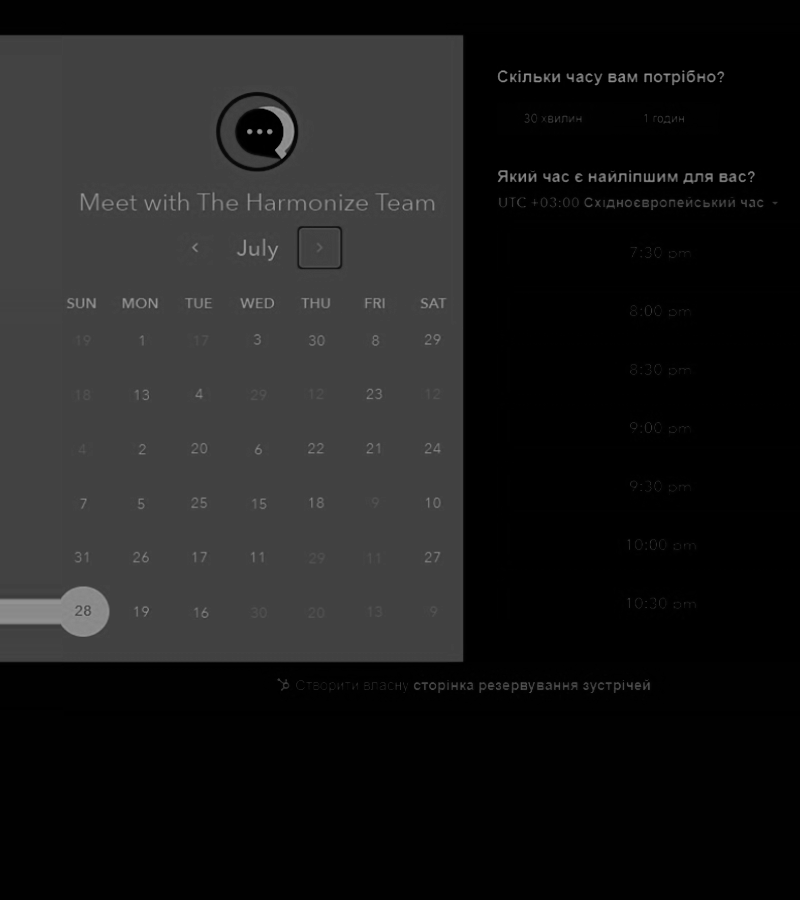 Meet with The Harmonize Team
July
SUN MON TUE WED THU FRI SAT
19 1 17 3 30 8 29
18 13 4 29 12 23 12
4 2 20 6 22 21 24
7 5 25 15 18 9 10
31 26 17 11 29 11 27
28 19 16 30 20 13 9
Скільки часу вам потрібно?
30 хвилин 1 годин
Який час є найліпшим для вас?
UTC +03:00 Східноєвропейський час
7:30 pm
8:00 pm
8:30 pm
9:00 pm
9:30 pm
10:00 pm
10:30 pm
Створити власну сторінка резервування зустрічей